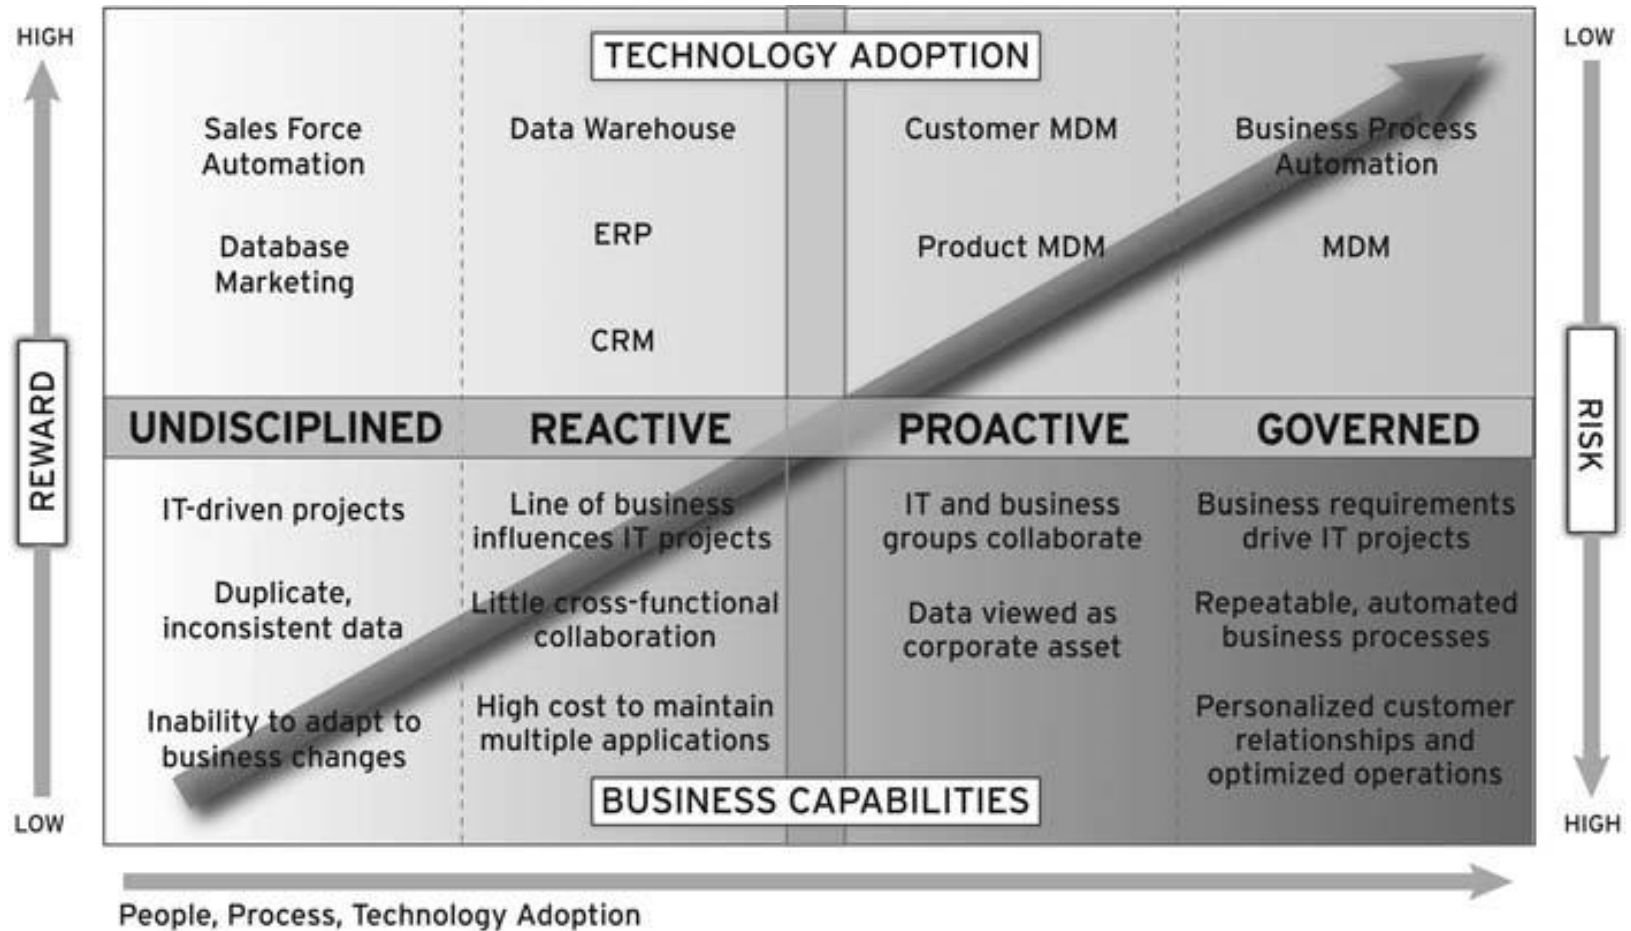 HIGH
LOW
TECHNOLOGY ADOPTION
Sales Force
Automation
Database
Marketing
Data Warehouse
ERP
CRM
Customer MDM
Product MDM
Business Process
Automation
MDM
REWARD
RISK
UNDISCIPLINED
REACTIVE
PROACTIVE
GOVERNED
IT-driven projects
Duplicate,
inconsistent data
Inability to adapt to
business changes
Line of business
influences IT projects
Little cross-functional
collaboration
High cost to maintain
multiple applications
IT and business
groups collaborate
Data viewed as
corporate asset
Business requirements
drive IT projects
Repeatable, automated
business processes
Personalized customer
relationships and
optimized operations
BUSINESS CAPABILITIES
LOW
HIGH
People, Process, Technology Adoption